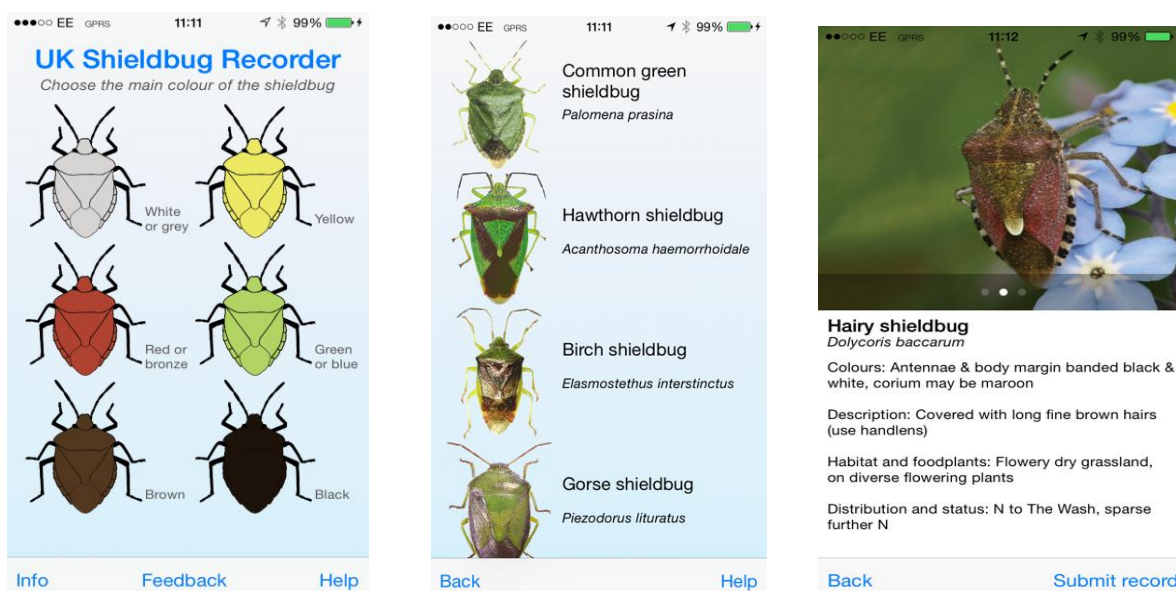 EE GPRS 11:11 99%
UK Shieldbug Recorder
Choose the main colour of the shieldbug
White
or grey
Yellow
Red or
bronze
Green
or blue
Brown
Black
Info Feedback Help
EE GPRS 11:11 99%
Common green
shieldbug
Palomena prasina
Hawthorn shieldbug
Acanthosoma haemorrhoidale
Birch shieldbug
Elasmostethus interstinctus
Gorse shieldbug
Piezodorus lituratus
Back Help
EE GPRS 11:12 99%
Hairy shieldbug
Dolycoris baccarum
Colours: Antennae & body margin banded black &
white, corium may be maroon
Description: Covered with long fine brown hairs
(use handlens)
Habitat and foodplants: Flowery dry grassland,
on diverse flowering plants
Distribution and status: N to The Wash, sparse
further N
Back Submit record